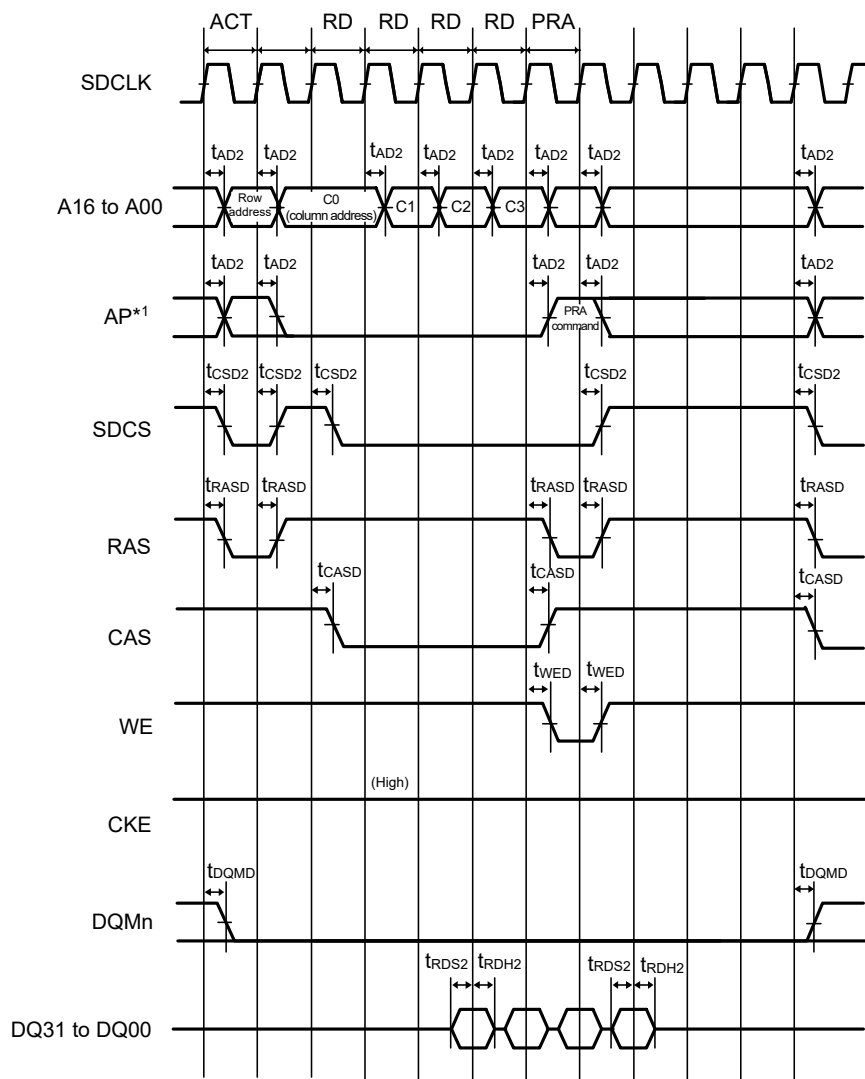 ACT RD RD RD RD PRA
SDCLK
tAD2 tAD2 tAD2 tAD2 tAD2 tAD2 tAD2 tAD2
A16 to A00
Row address
C0 (column address)
C1 C2 C3
tAD2 tAD2 tAD2 tAD2 tAD2
AP*1
PRA command
tCSD2 tCSD2 tCSD2 tCSD2 tCSD2
SDCS
tRASD tRASD tRASD tRASD tRASD
RAS
tCASD tCASD tCASD
CAS
tWED tWED
WE
(High)
CKE
tDQMD tDQMD
DQMn
tRDS2 tRDH2 tRDS2 tRDH2
DQ31 to DQ00